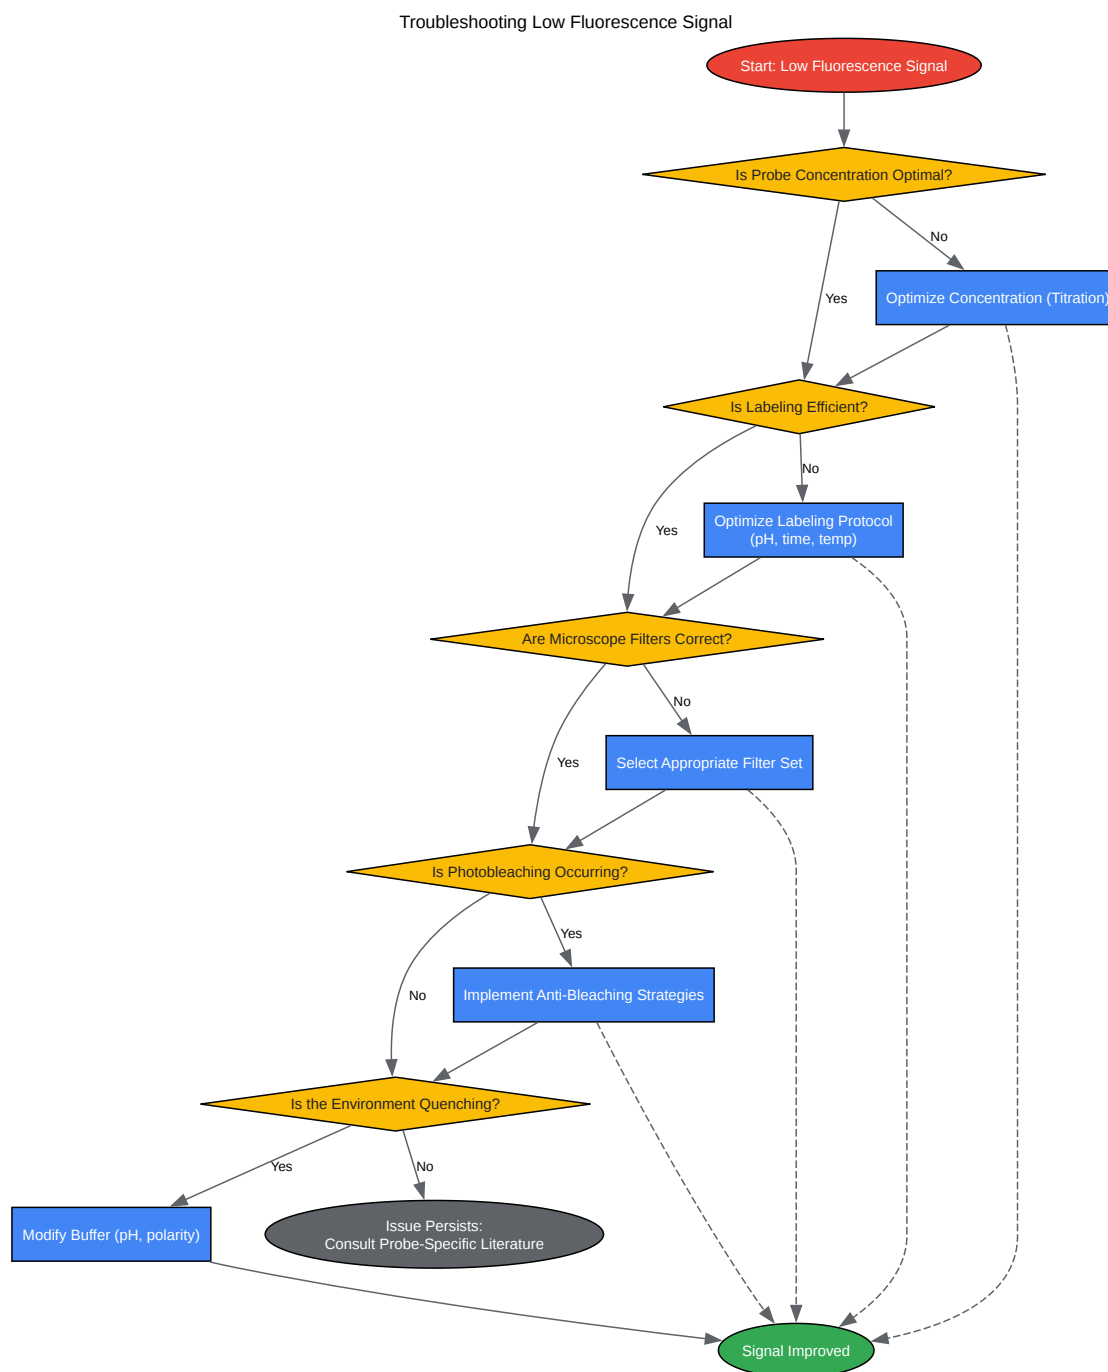 Troubleshooting Low Fluorescence Signal
Start: Low Fluorescence Signal
Is Probe Concentration Optimal?
No
Yes
Optimize Concentration (Titration)
Is Labeling Efficient?
No
Yes
Optimize Labeling Protocol
(pH, time, temp)
Are Microscope Filters Correct?
No
Yes
Select Appropriate Filter Set
Is Photobleaching Occurring?
Yes
No
Implement Anti-Bleaching Strategies
Is the Environment Quenching?
Yes
No
Modify Buffer (pH, polarity)
Issue Persists:
Consult Probe-Specific Literature
Signal Improved